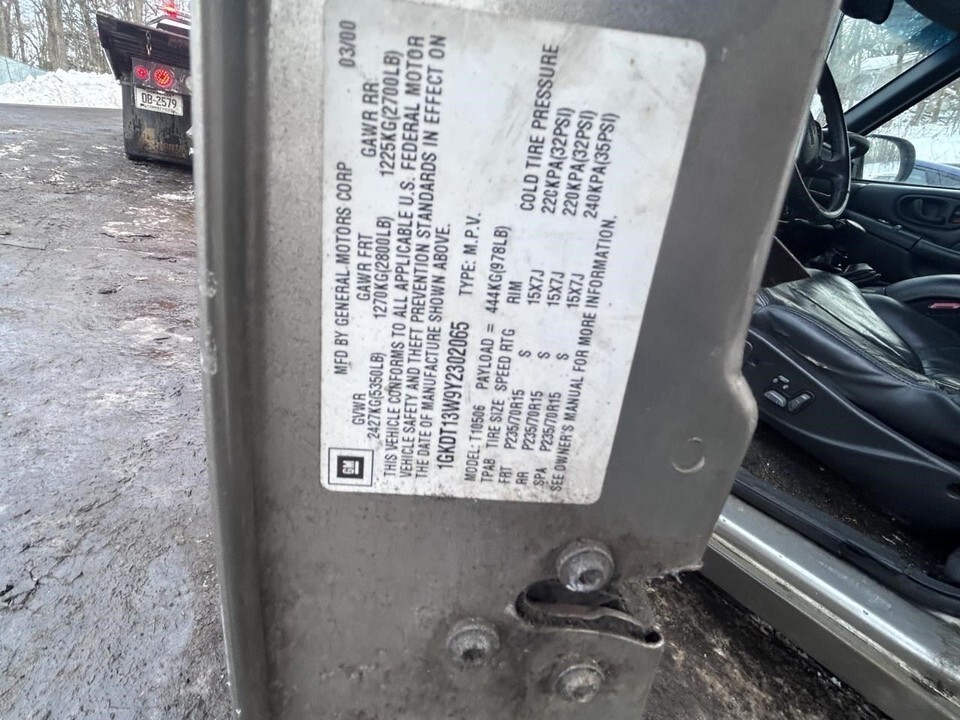 MFD BY GENERAL MOTORS CORP 03/00
GVWR GAWR FRT GAWR RR
2427KG(5350LB) 1270KG(2800LB) 1225KG(2700LB)
THIS VEHICLE CONFORMS TO ALL APPLICABLE U.S. FEDERAL MOTOR
VEHICLE SAFETY AND THEFT PREVENTION STANDARDS IN EFFECT ON
THE DATE OF MANUFACTURE SHOWN ABOVE.
1GKDT13W9Y2302065 TYPE: M.P.V.
MODEL: T10506 PAYLOAD = 444KG(978LB)
TPAB TIRE SIZE SPEED RTG RIM COLD TIRE PRESSURE
FRT P235/70R15 S 15X7J 220KPA(32PSI)
RR P235/70R15 S 15X7J 220KPA(32PSI)
SPA P235/70R15 S 15X7J 240KPA(35PSI)
SEE OWNER'S MANUAL FOR MORE INFORMATION.
GM
DB-2579